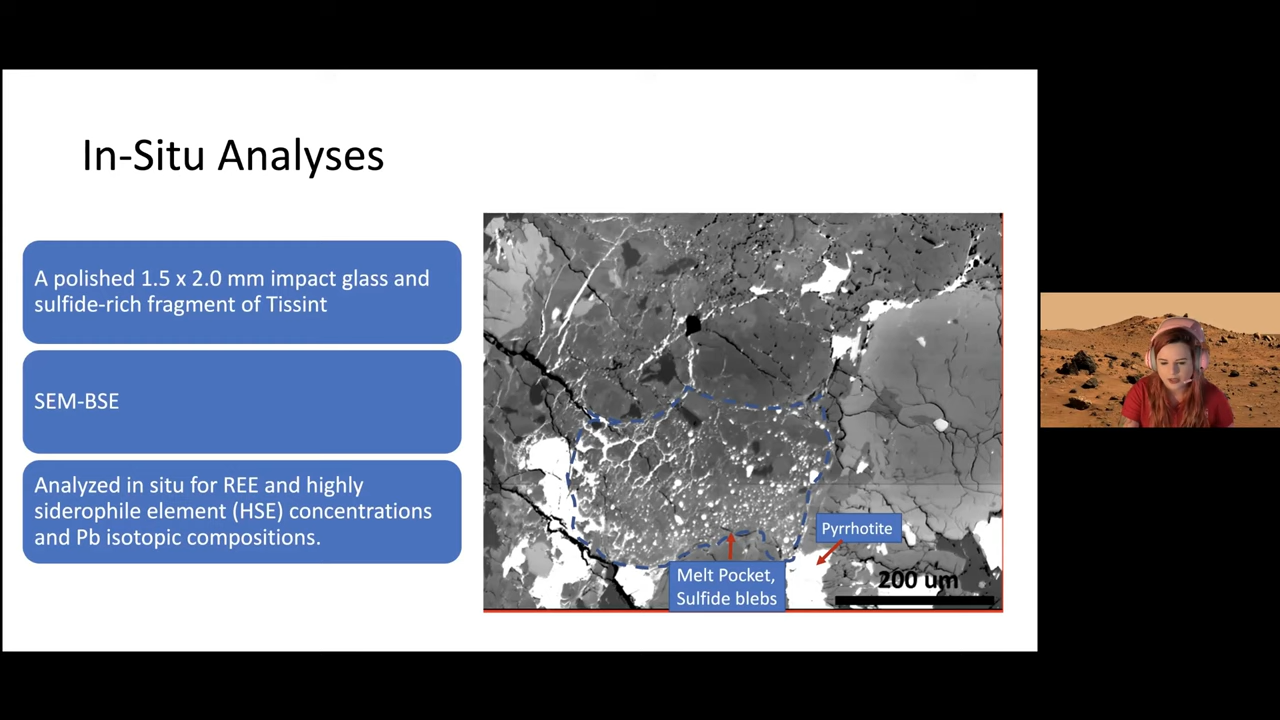 In-Situ Analyses
A polished 1.5 x 2.0 mm impact glass and
sulfide-rich fragment of Tissint
SEM-BSE
Analyzed in situ for REE and highly
siderophile element (HSE) concentrations
and Pb isotopic compositions.
Pyrrhotite
Melt Pocket,
Sulfide blebs
200 um